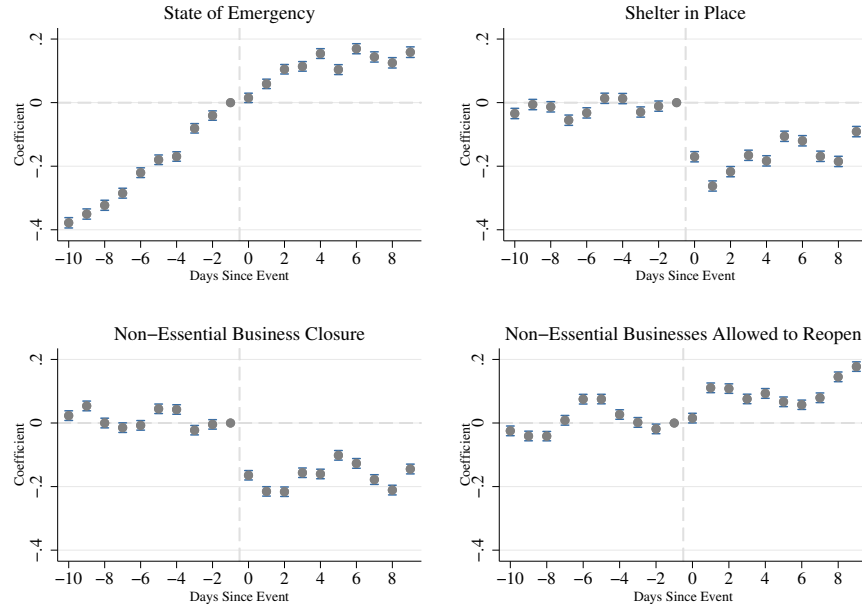 State of Emergency
.2
0
−.2
−.4
Coefficient
−10 −8 −6 −4 −2 0 2 4 6 8
Days Since Event
Shelter in Place
.2
0
−.2
−.4
Coefficient
−10 −8 −6 −4 −2 0 2 4 6 8
Days Since Event
Non−Essential Business Closure
.2
0
−.2
−.4
Coefficient
−10 −8 −6 −4 −2 0 2 4 6 8
Days Since Event
Non−Essential Businesses Allowed to Reopen
.2
0
−.2
−.4
Coefficient
−10 −8 −6 −4 −2 0 2 4 6 8
Days Since Event